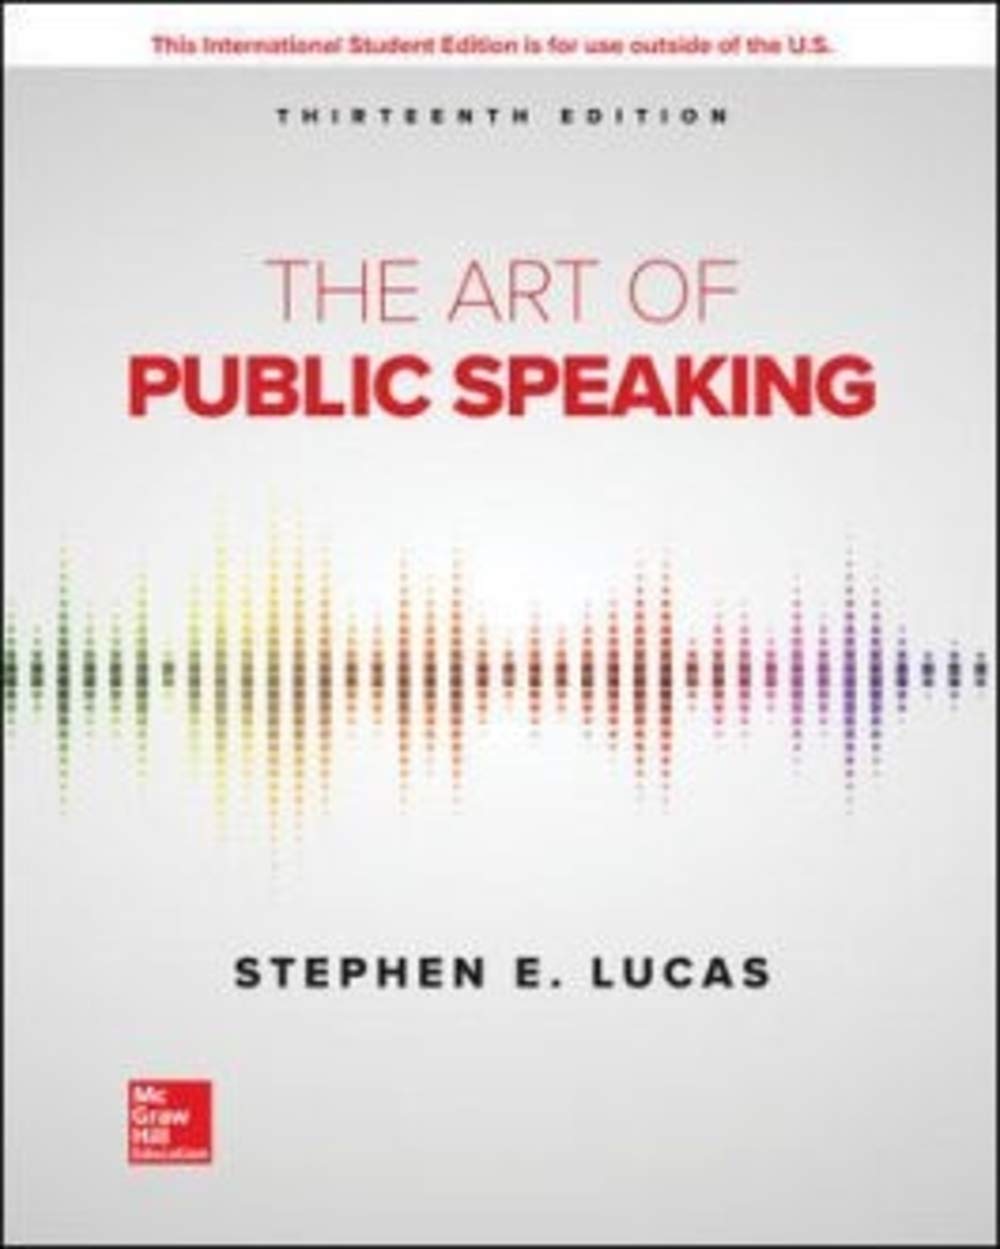 This International Student Edition is for use outside of the U.S.
THIRTEENTH EDITION
THE ART OF
PUBLIC SPEAKING
STEPHEN E. LUCAS
Mc
Graw
Hill
Education